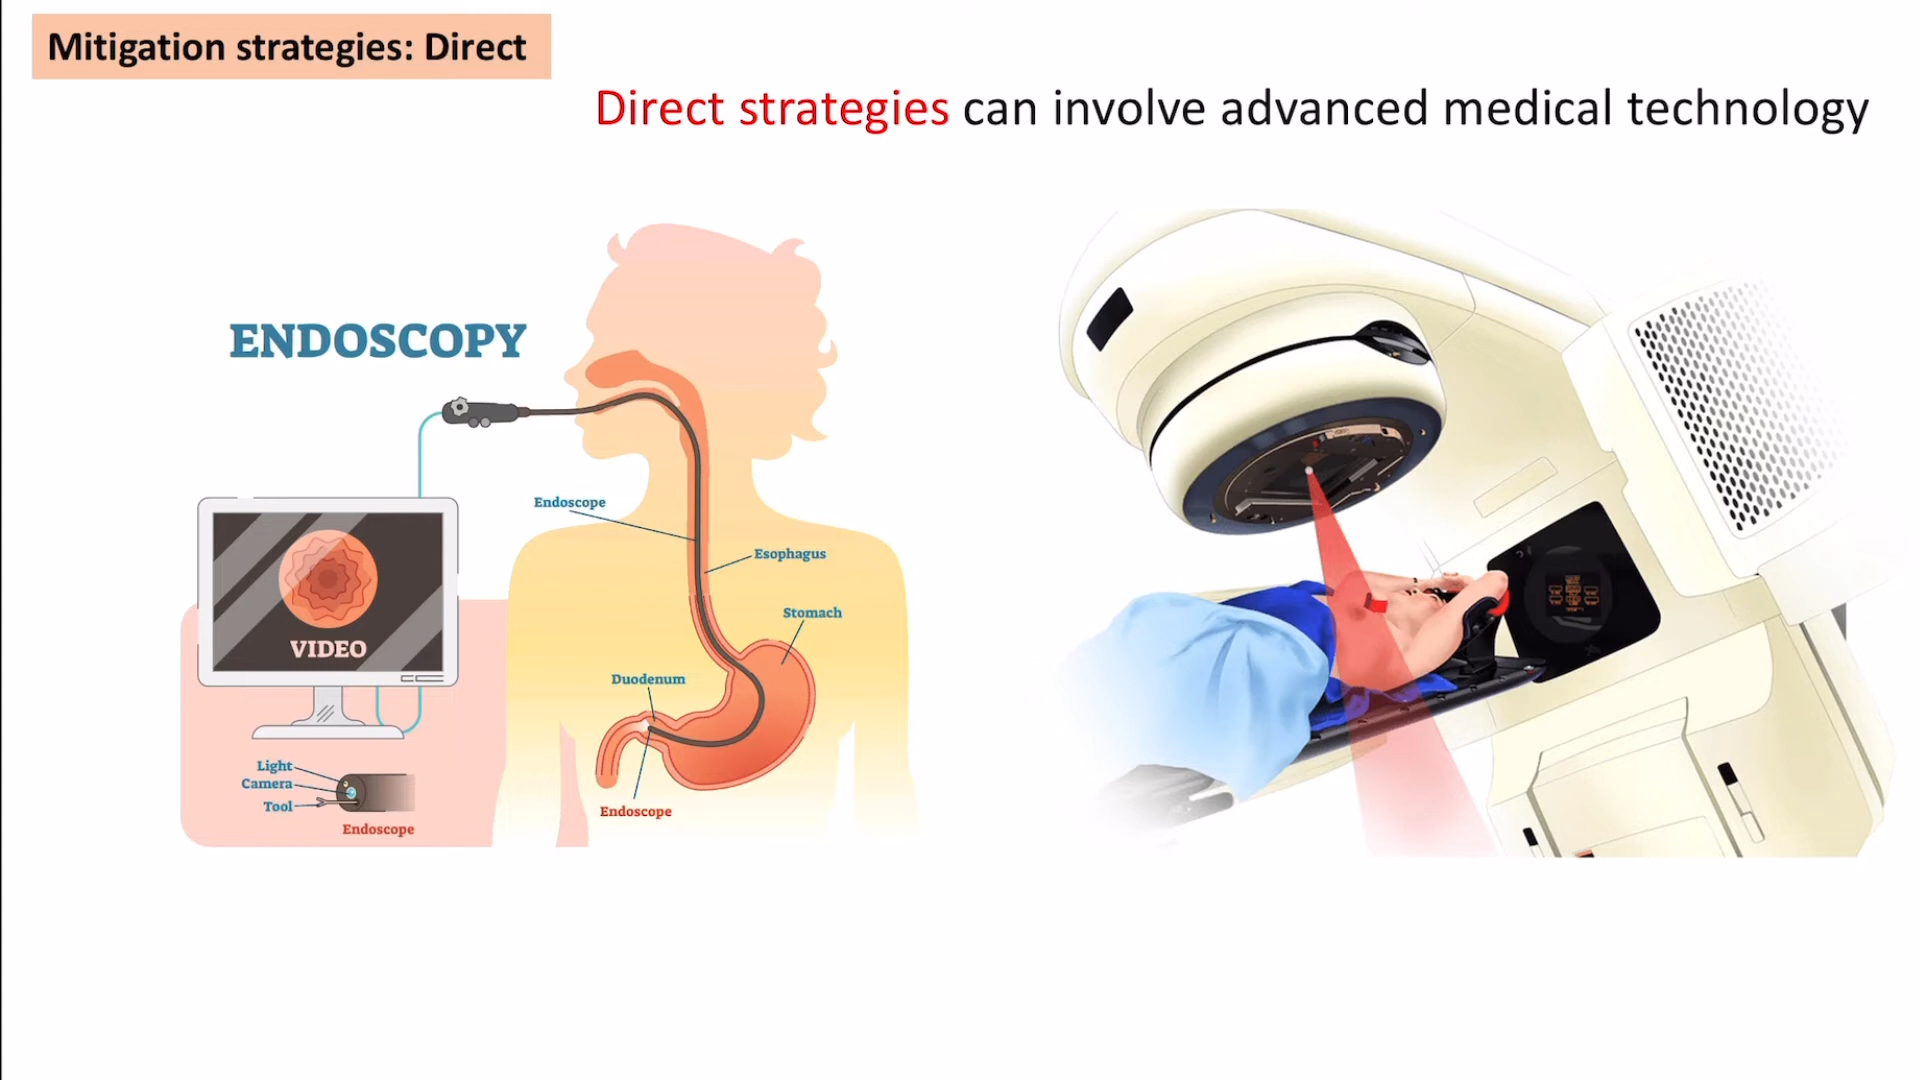 Mitigation strategies: Direct
Direct strategies can involve advanced medical technology
ENDOSCOPY
Endoscope
Esophagus
Stomach
Duodenum
VIDEO
Light
Camera
Tool
Endoscope
Endoscope